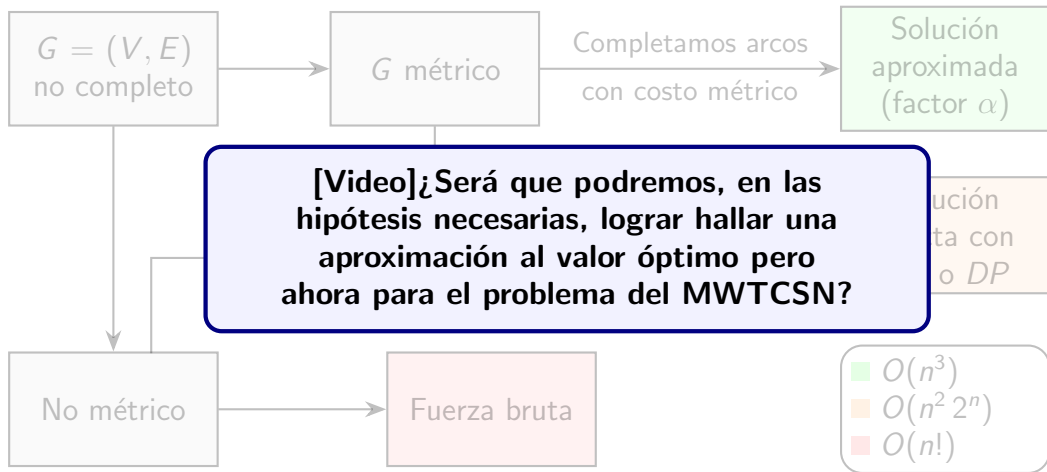 G = (V, E)
no completo
G métrico
Completamos arcos
con costo métrico
Solución
aproximada
(factor α)
[Video]¿Será que podremos, en las
hipótesis necesarias, lograr hallar una
aproximación al valor óptimo pero
ahora para el problema del MWTCSN?
con
o DP
No métrico
Fuerza bruta
O(n³)
O(n² 2ⁿ)
O(n!)